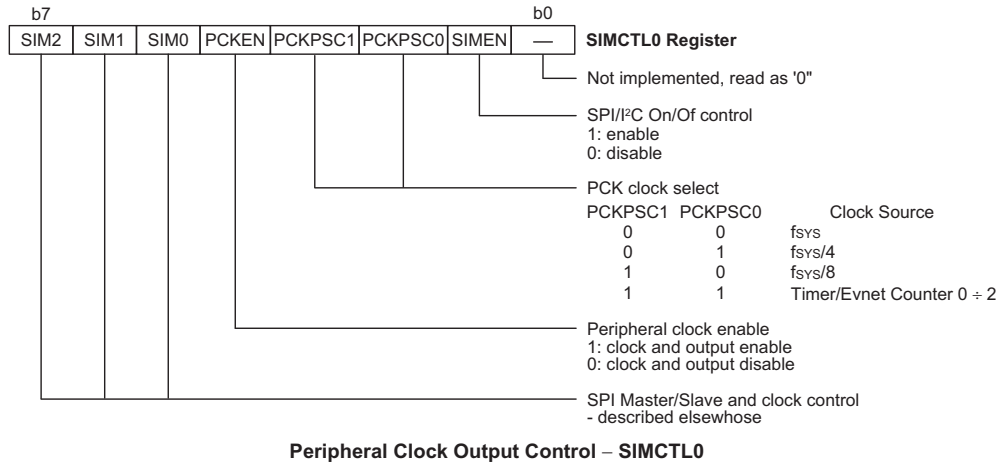 b7 b0
SIM2 SIM1 SIM0 PCKEN PCKPSC1 PCKPSC0 SIMEN — SIMCTL0 Register
Not implemented, read as '0"
SPI/I²C On/Of control
1: enable
0: disable
PCK clock select
PCKPSC1 PCKPSC0 Clock Source
0 0 fSYS
0 1 fSYS/4
1 0 fSYS/8
1 1 Timer/Evnet Counter 0 ÷ 2
Peripheral clock enable
1: clock and output enable
0: clock and output disable
SPI Master/Slave and clock control
- described elsewhose
Peripheral Clock Output Control – SIMCTL0